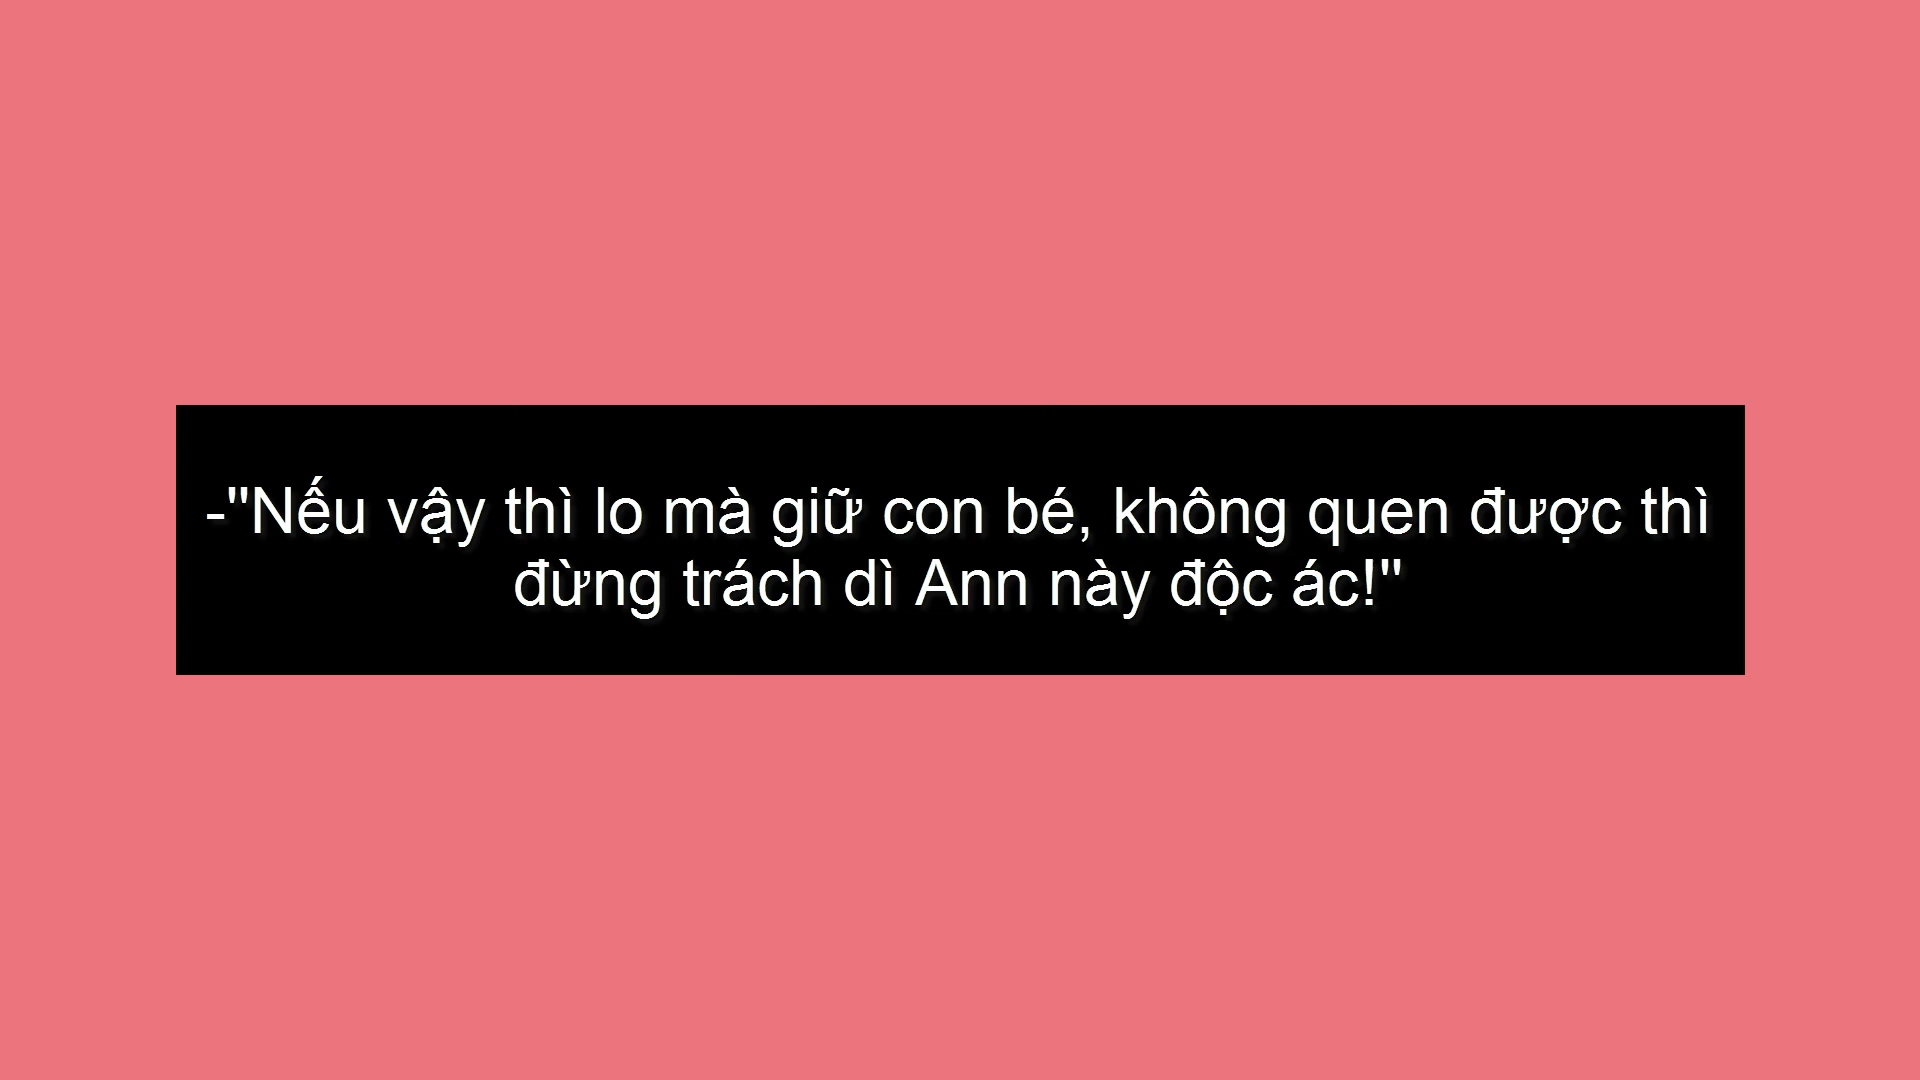 -"Nếu vậy thì lo mà giữ con bé, không quen được thì
đừng trách dì Ann này độc ác!"